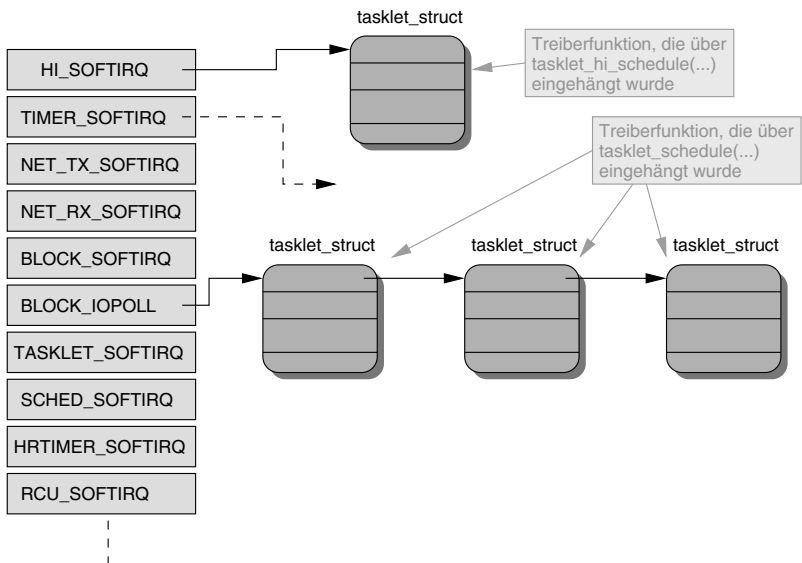 tasklet_struct
Treiberfunktion, die über
tasklet_hi_schedule(...)
eingehängt wurde
HI_SOFTIRQ
TIMER_SOFTIRQ
NET_TX_SOFTIRQ
NET_RX_SOFTIRQ
BLOCK_SOFTIRQ
BLOCK_IOPOLL
TASKLET_SOFTIRQ
SCHED_SOFTIRQ
HRTIMER_SOFTIRQ
RCU_SOFTIRQ
Treiberfunktion, die über
tasklet_schedule(...)
eingehängt wurde
tasklet_struct
tasklet_struct
tasklet_struct